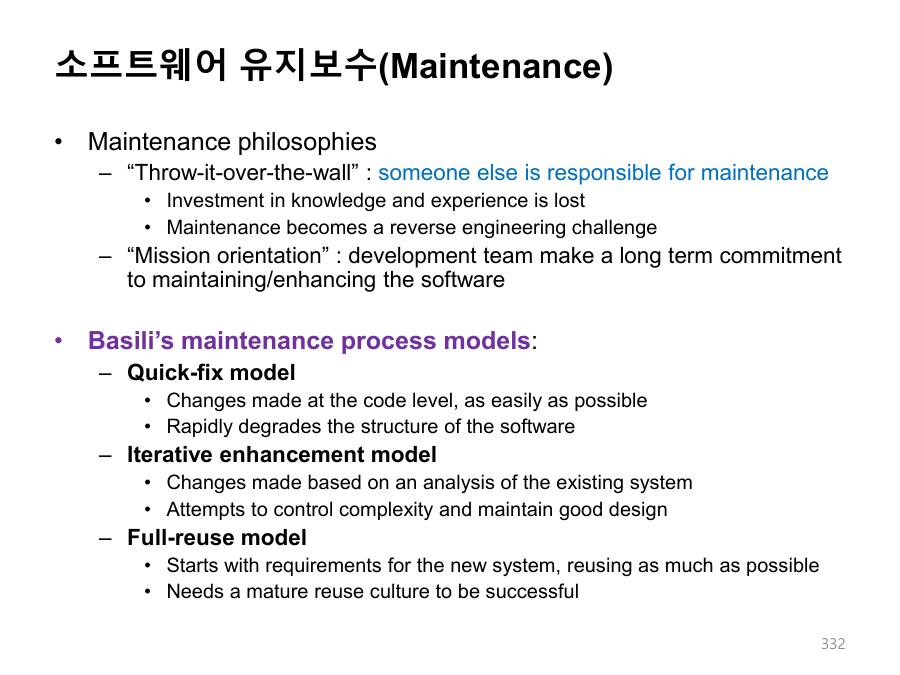 소프트웨어 유지보수(Maintenance)
• Maintenance philosophies
– “Throw-it-over-the-wall” : someone else is responsible for maintenance
• Investment in knowledge and experience is lost
• Maintenance becomes a reverse engineering challenge
– “Mission orientation” : development team make a long term commitment
to maintaining/enhancing the software
• Basili’s maintenance process models:
– Quick-fix model
• Changes made at the code level, as easily as possible
• Rapidly degrades the structure of the software
– Iterative enhancement model
• Changes made based on an analysis of the existing system
• Attempts to control complexity and maintain good design
– Full-reuse model
• Starts with requirements for the new system, reusing as much as possible
• Needs a mature reuse culture to be successful
332